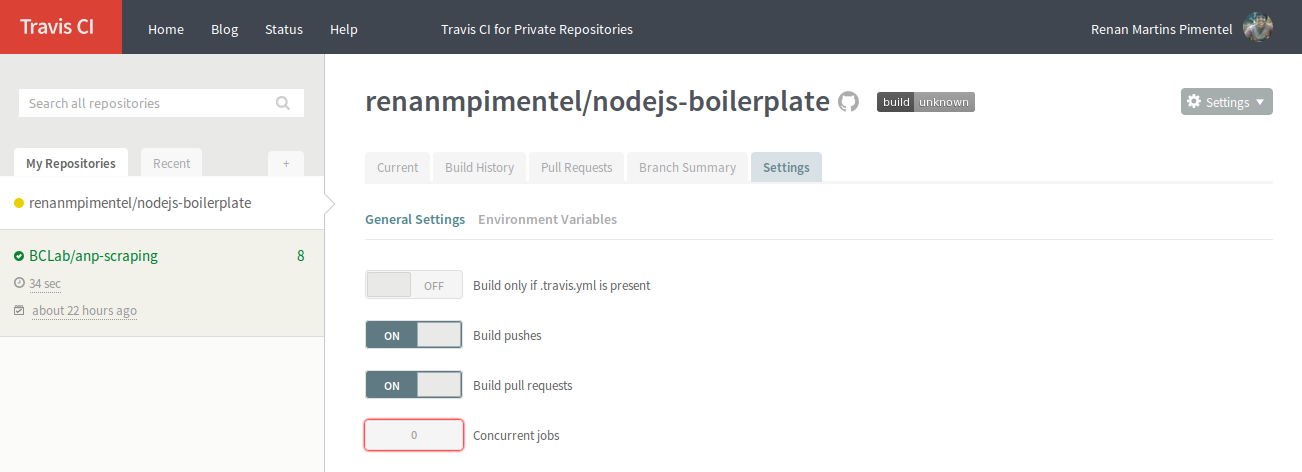 Travis CI Home Blog Status Help Travis CI for Private Repositories Renan Martins Pimentel
Search all repositories
My Repositories Recent +
renanmpimentel/nodejs-boilerplate
BCLab/anp-scraping 8
34 sec
about 22 hours ago
renanmpimentel/nodejs-boilerplate build unknown Settings
Current Build History Pull Requests Branch Summary Settings
General Settings Environment Variables
OFF Build only if .travis.yml is present
ON Build pushes
ON Build pull requests
0 Concurrent jobs